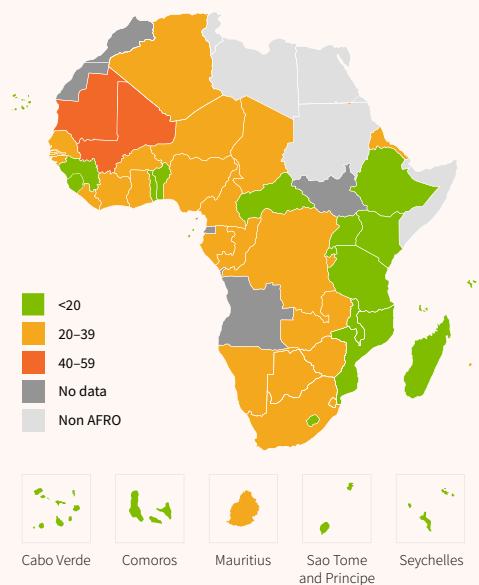 <20
20–39
40–59
No data
Non AFRO
Cabo Verde
Comoros
Mauritius
Sao Tome
and Principe
Seychelles